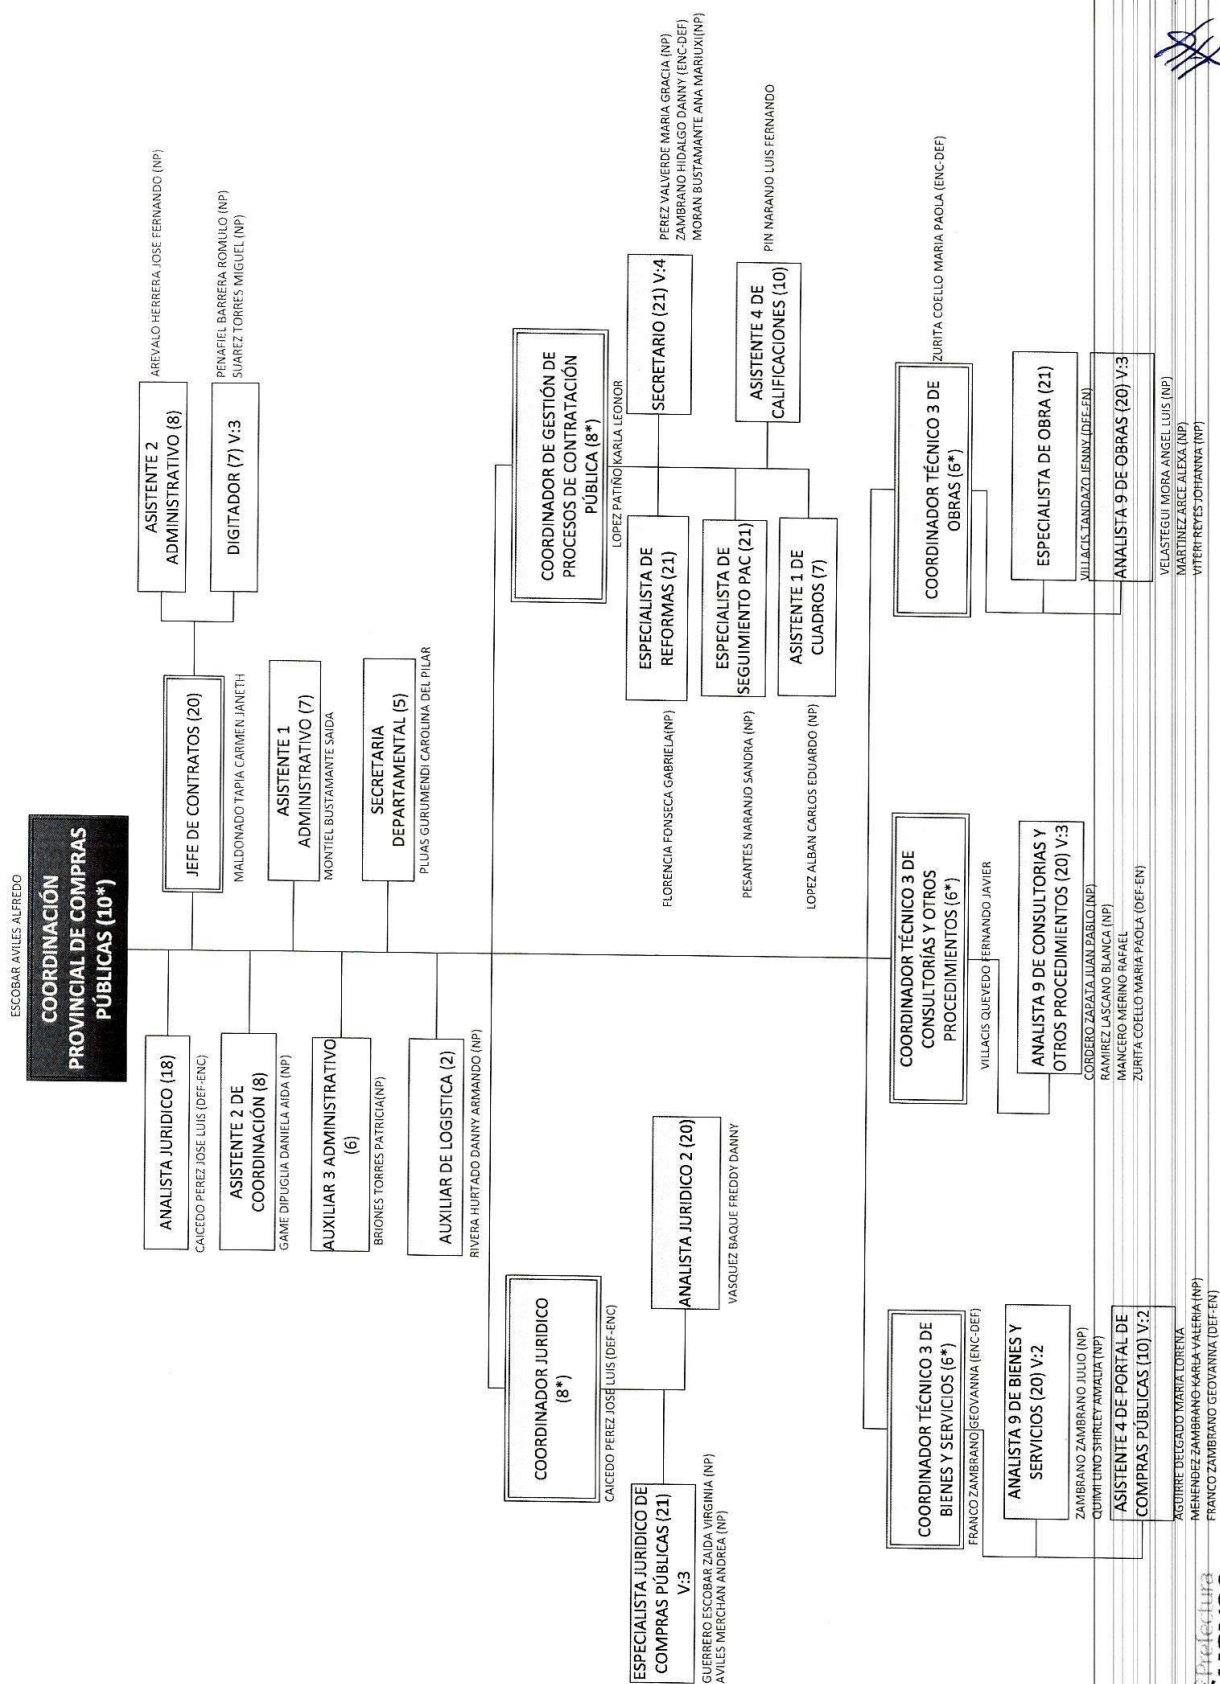 ESCOBAR AVILES ALFREDO
COORDINACIÓN
PROVINCIAL DE COMPRAS
PÚBLICAS (10*)
ANALISTA JURIDICO (18)
CAICEDO PEREZ JOSE LUIS (DEF-ENC)
ASISTENTE 2 DE
COORDINACIÓN (8)
GAME DIPUGLIA DANIELA AIDA (NP)
AUXILIAR 3 ADMINISTRATIVO
(6)
BRIONES TORRES PATRICIA(NP)
AUXILIAR DE LOGISTICA (2)
RIVERA HURTADO DANNY ARMANDO (NP)
JEFE DE CONTRATOS (20)
MALDONADO TAPIA CARMEN JANETH
ASISTENTE 2
ADMINISTRATIVO (8)
AREVALO HERRERA JOSE FERNANDO (NP)
DIGITADOR (7) V:3
PENAFIEL BARRERA ROMULO (NP)
SUAREZ TORRES MIGUEL (NP)
ASISTENTE 1
ADMINISTRATIVO (7)
MONTIEL BUSTAMANTE SAIDA
SECRETARIA
DEPARTAMENTAL (5)
PLUAS GURUMENDI CAROLINA DEL PILAR
COORDINADOR JURIDICO
(8*)
CAICEDO PEREZ JOSE LUIS (DEF-ENC)
ESPECIALISTA JURIDICO DE
COMPRAS PÚBLICAS (21)
V:3
GUERRERO ESCOBAR ZAIDA VIRGINIA (NP)
AVILES MERCHAN ANDREA (NP)
ANALISTA JURIDICO 2 (20)
VASQUEZ BAQUE FREDDY DANNY
COORDINADOR DE GESTIÓN DE
PROCESOS DE CONTRATACIÓN
PÚBLICA (8*)
LOPEZ PATIÑO KARLA LEONOR
ESPECIALISTA DE
REFORMAS (21)
FLORENCIA FONSECA GABRIELA(NP)
SECRETARIO (21) V:4
PEREZ VALVERDE MARIA GRACIA (NP)
ZAMBRANO HIDALGO DANNY (ENC-DEF)
MORAN BUSTAMANTE ANA MARIUXI(NP)
ESPECIALISTA DE
SEGUIMIENTO PAC (21)
PESANTES NARANJO SANDRA (NP)
ASISTENTE 4 DE
CALIFICACIONES (10)
PIN NARANJO LUIS FERNANDO
ASISTENTE 1 DE
CUADROS (7)
LOPEZ ALBAN CARLOS EDUARDO (NP)
COORDINADOR TÉCNICO 3 DE
BIENES Y SERVICIOS (6*)
FRANCO ZAMBRANO GEOVANNA (ENC-DEF)
ANALISTA 9 DE BIENES Y
SERVICIOS (20) V:2
ZAMBRANO ZAMBRANO JULIO (NP)
QUIMI LINO SHIRLEY AMALIA (NP)
ASISTENTE 4 DE PORTAL DE
COMPRAS PÚBLICAS (10) V:2
AGUIRRE DELGADO MARIA LORENA
MENENDEZ ZAMBRANO KARLA VALERIA (NP)
FRANCO ZAMBRANO GEOVANNA (DEF-EN)
COORDINADOR TÉCNICO 3 DE
CONSULTORÍAS Y OTROS
PROCEDIMIENTOS (6*)
VILLACIS QUEVEDO FERNANDO JAVIER
ANALISTA 9 DE CONSULTORIAS Y
OTROS PROCEDIMIENTOS (20) V:3
CORDERO ZAPATA JUAN PABLO (NP)
RAMIREZ LASCANO BLANCA (NP)
MANCERO MERINO RAFAEL
ZURITA COELLO MARIA PAOLA (DEF-EN)
COORDINADOR TÉCNICO 3 DE
OBRAS (6*)
ZURITA COELLO MARIA PAOLA (ENC-DEF)
ESPECIALISTA DE OBRA (21)
VILLACIS TANDAZO JENNY (DEF-EN)
ANALISTA 9 DE OBRAS (20) V:3
VELASTEGUI MORA ANGEL LUIS (NP)
MARTINEZ ARCE ALEXA (NP)
VITERI REYES JOHANNA (NP)
Prefectura